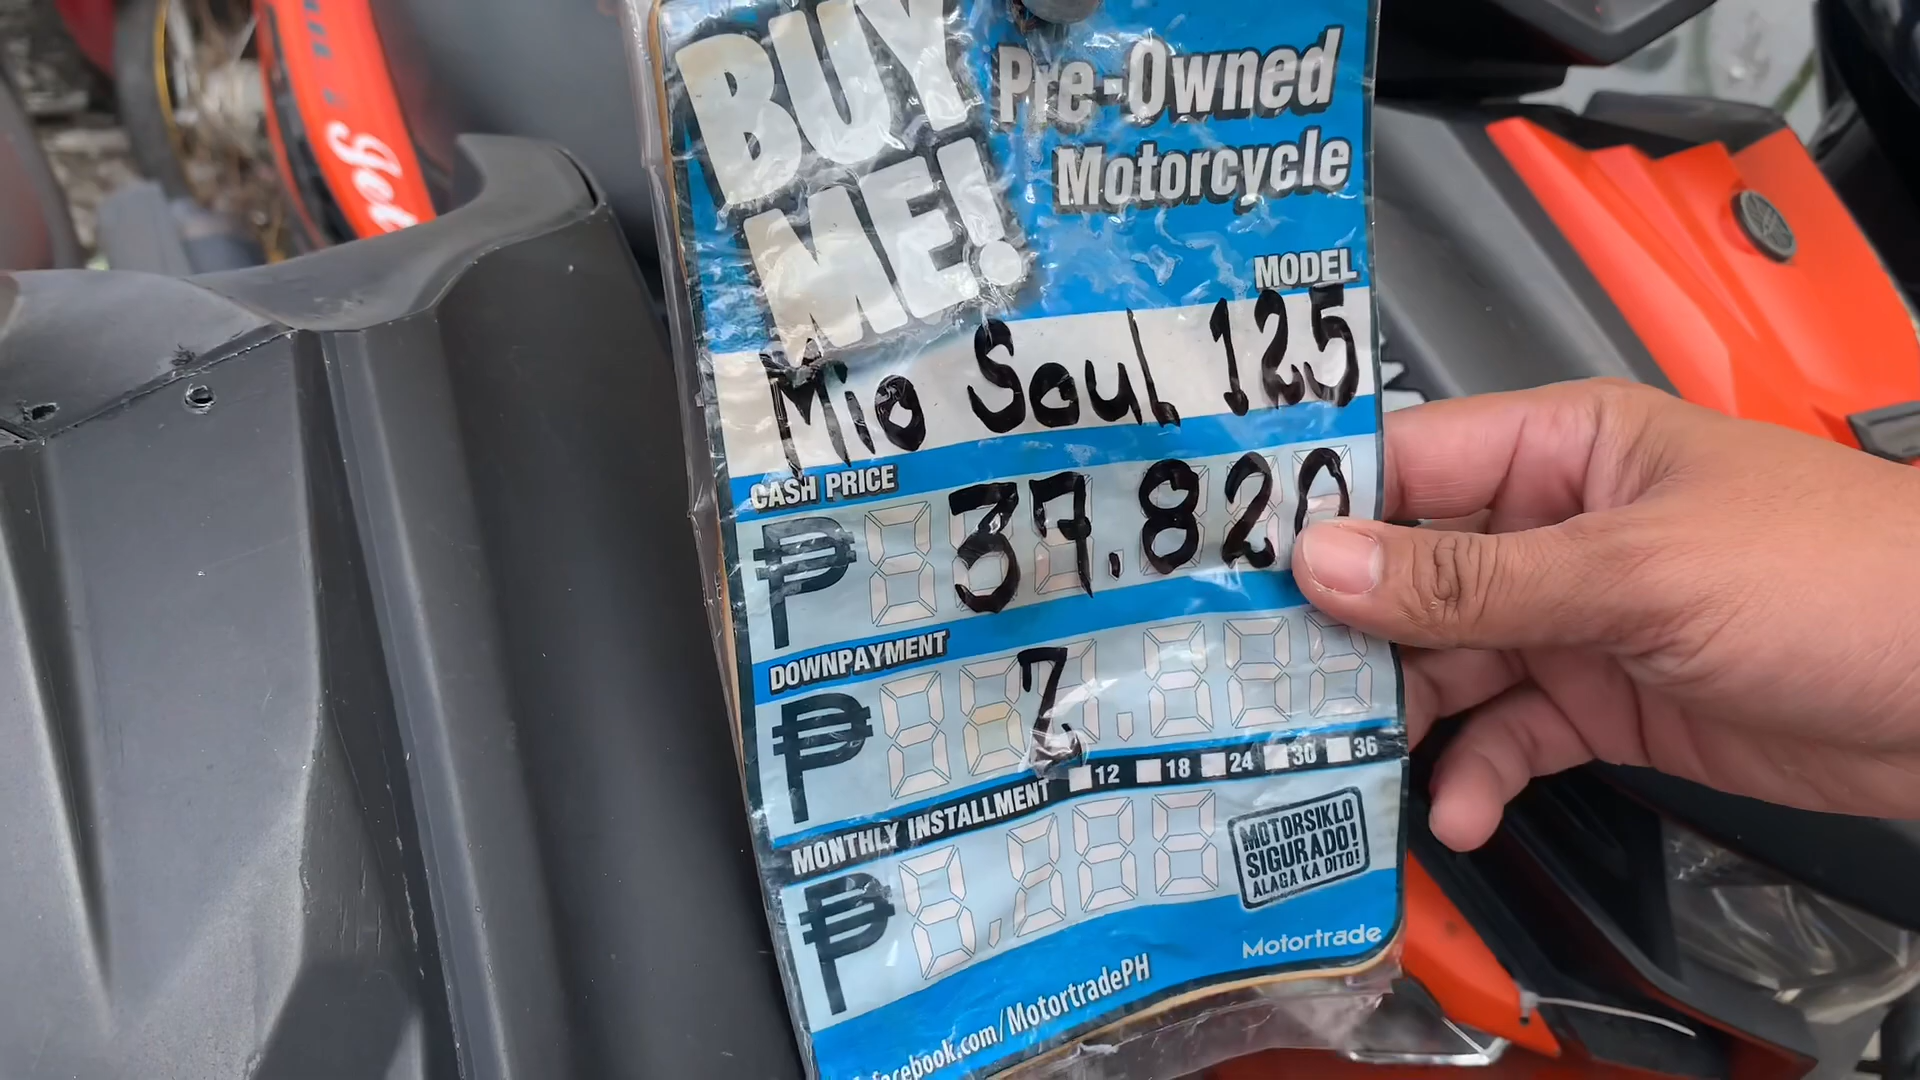 BUY
ME!
Pre-Owned
Motorcycle
MODEL
Mio Soul 125
CASH PRICE
₱ 37.820
DOWNPAYMENT
₱ Z
MONTHLY INSTALLMENT 12 18 24 30 36
₱
MOTORSIKLO
SIGURADO!
ALAGA KA DITO!
Motortrade
facebook.com/MotortradePH